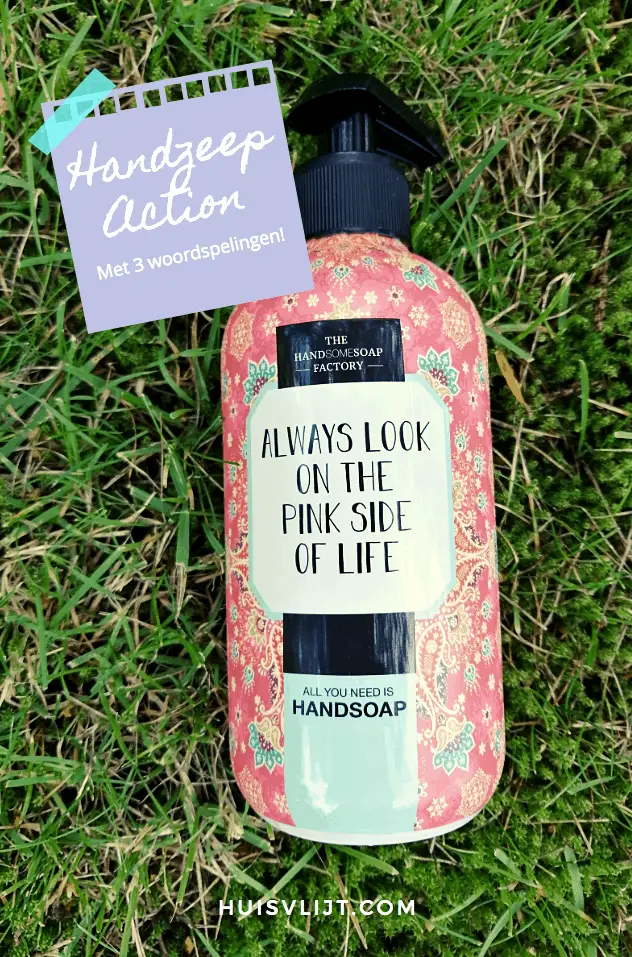 Handzeep
Action
Met 3 woordspelingen!
THE
HANDSOMESOAP
FACTORY
ALWAYS LOOK
ON THE
PINK SIDE
OF LIFE
ALL YOU NEED IS
HANDSOAP
HUISVLIJT.COM